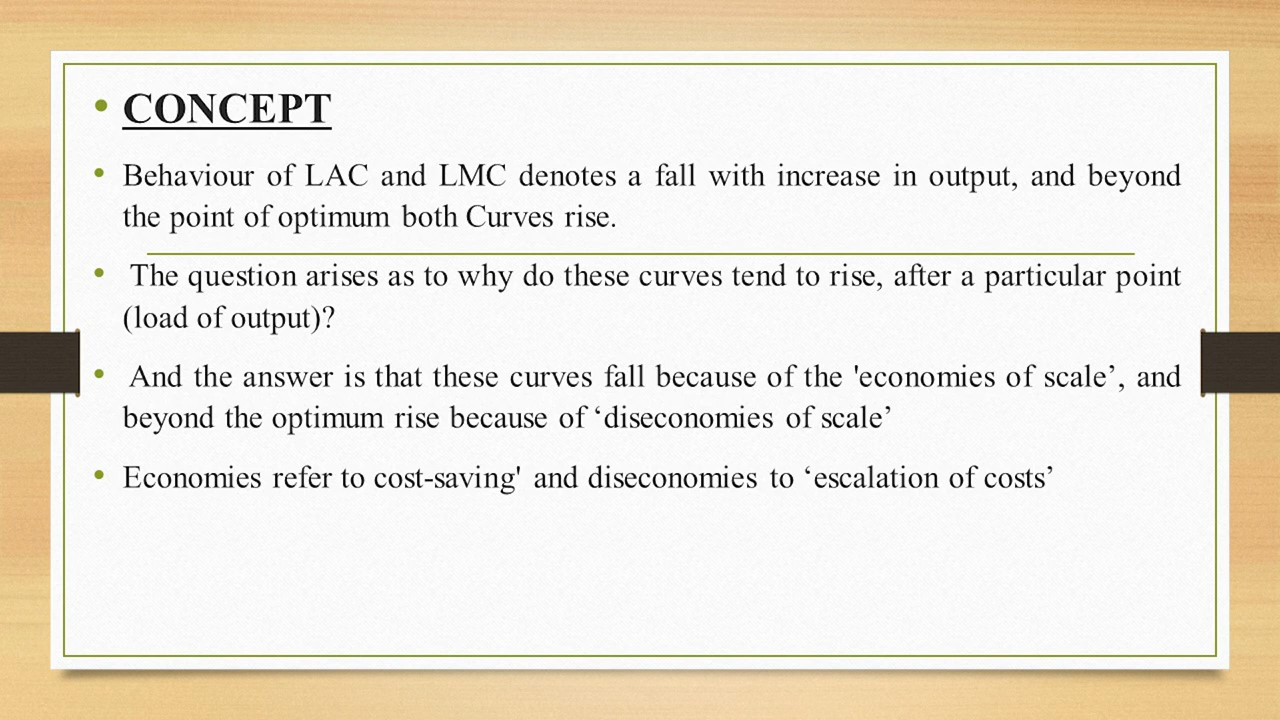 • CONCEPT
• Behaviour of LAC and LMC denotes a fall with increase in output, and beyond
the point of optimum both Curves rise.
• The question arises as to why do these curves tend to rise, after a particular point
(load of output)?
• And the answer is that these curves fall because of the 'economies of scale’, and
beyond the optimum rise because of ‘diseconomies of scale’
• Economies refer to cost-saving' and diseconomies to ‘escalation of costs’